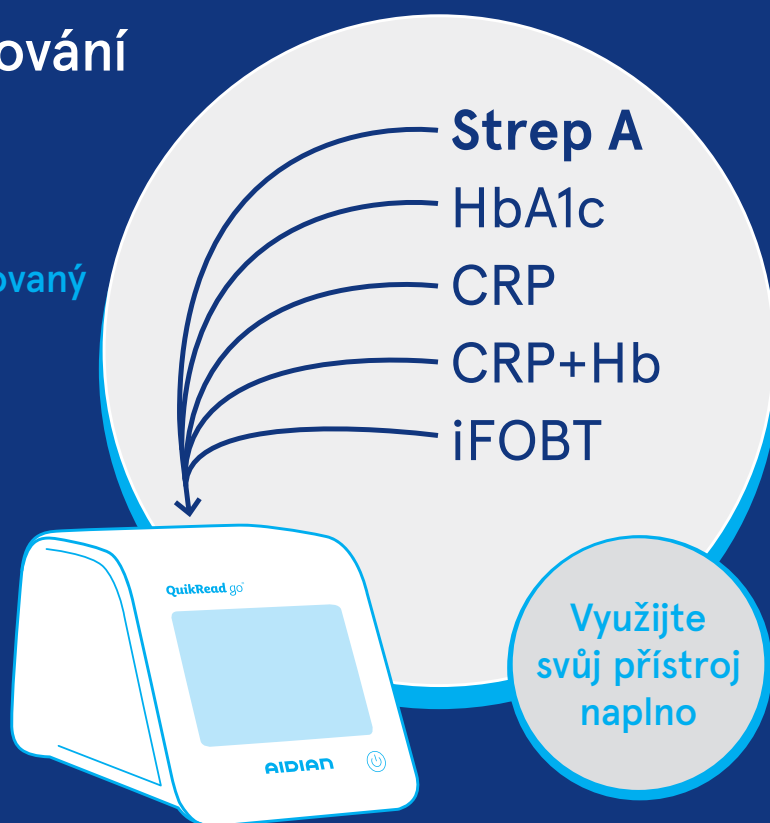 ování
ovaný
Strep A
HbA1c
CRP
CRP+Hb
iFOBT
QuikRead go®
AIDIAN
Využijte
svůj přístroj
naplno